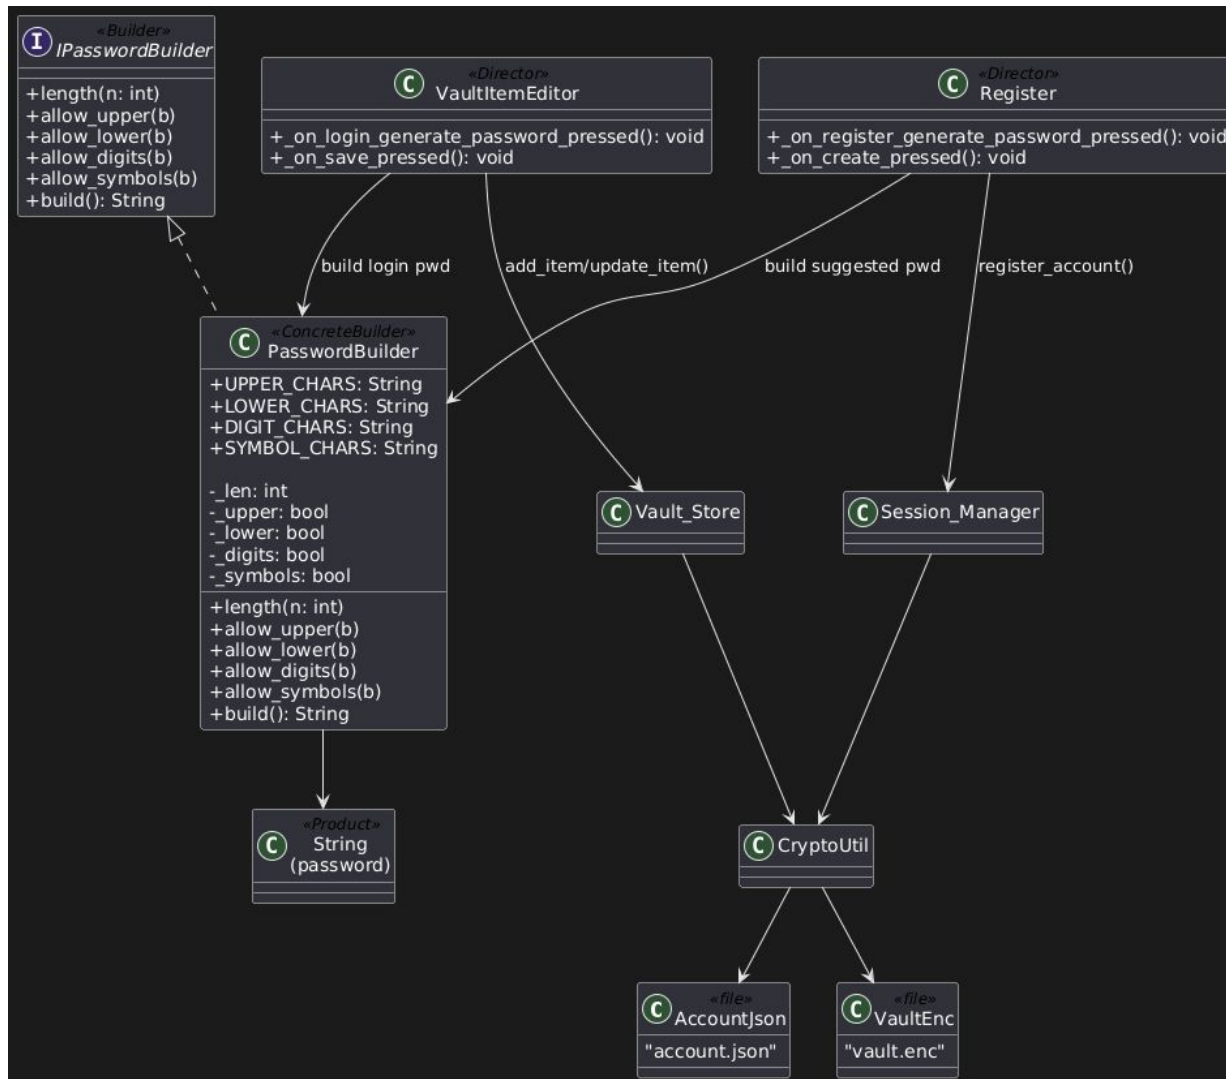 I
«Builder»
IPasswordBuilder
+length(n: int)
+allow_upper(b)
+allow_lower(b)
+allow_digits(b)
+allow_symbols(b)
+build(): String
C
«Director»
VaultItemEditor
+_on_login_generate_password_pressed(): void
+_on_save_pressed(): void
C
«Director»
Register
+_on_register_generate_password_pressed(): void
+_on_create_pressed(): void
build login pwd
add_item/update_item()
build suggested pwd
register_account()
C
«ConcreteBuilder»
PasswordBuilder
+UPPER_CHARS: String
+LOWER_CHARS: String
+DIGIT_CHARS: String
+SYMBOL_CHARS: String
-_len: int
-_upper: bool
-_lower: bool
-_digits: bool
-_symbols: bool
+length(n: int)
+allow_upper(b)
+allow_lower(b)
+allow_digits(b)
+allow_symbols(b)
+build(): String
C Vault_Store
C Session_Manager
C
«Product»
String
(password)
C CryptoUtil
C
«file»
AccountJson
"account.json"
C
«file»
VaultEnc
"vault.enc"